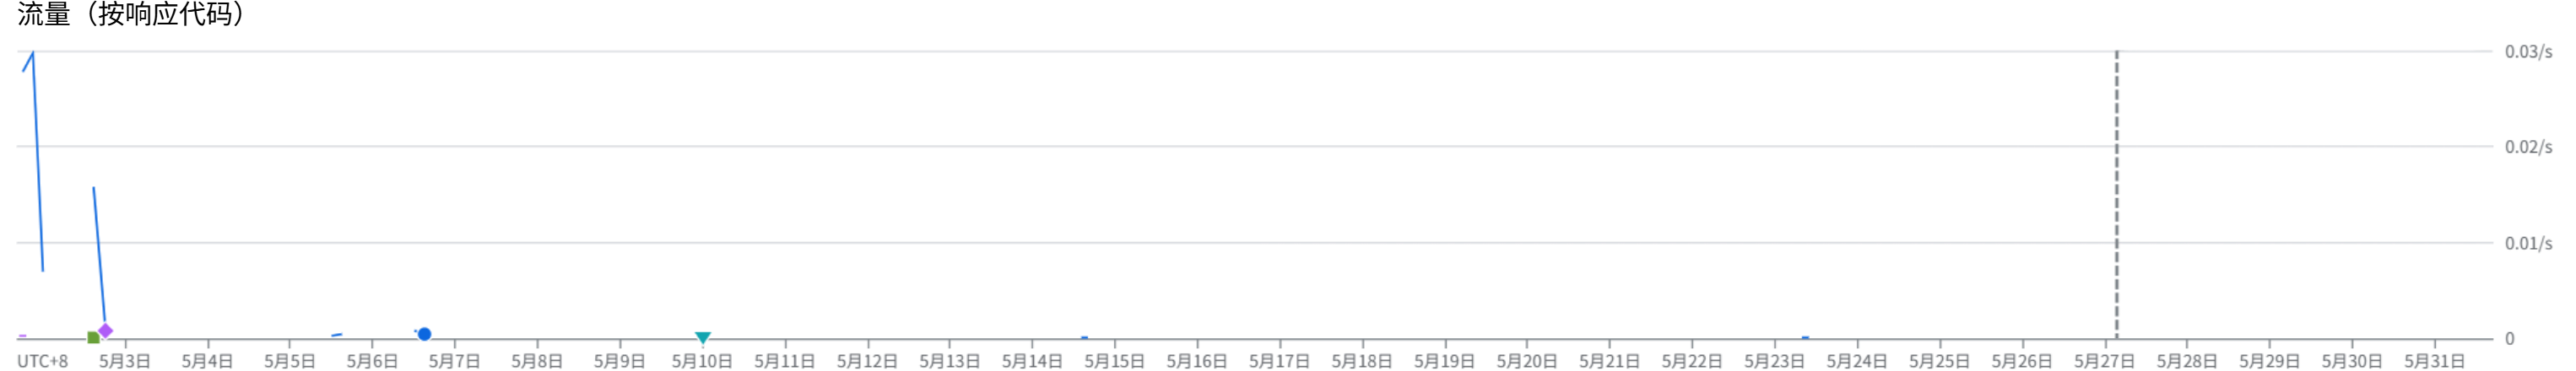 流量（按响应代码）
0.03/s
0.02/s
0.01/s
0
UTC+8 5月3日 5月4日 5月5日 5月6日 5月7日 5月8日 5月9日 5月10日 5月11日 5月12日 5月13日 5月14日 5月15日 5月16日 5月17日 5月18日 5月19日 5月20日 5月21日 5月22日 5月23日 5月24日 5月25日 5月26日 5月27日 5月28日 5月29日 5月30日 5月31日